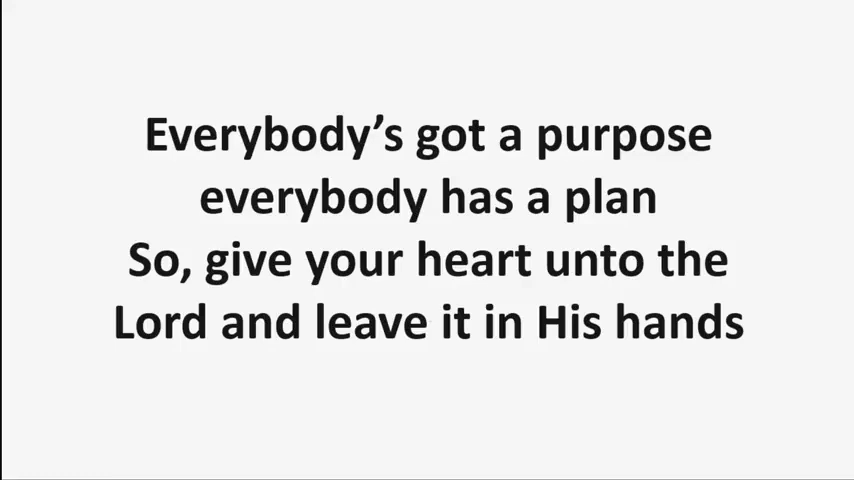 Everybody’s got a purpose
everybody has a plan
So, give your heart unto the
Lord and leave it in His hands